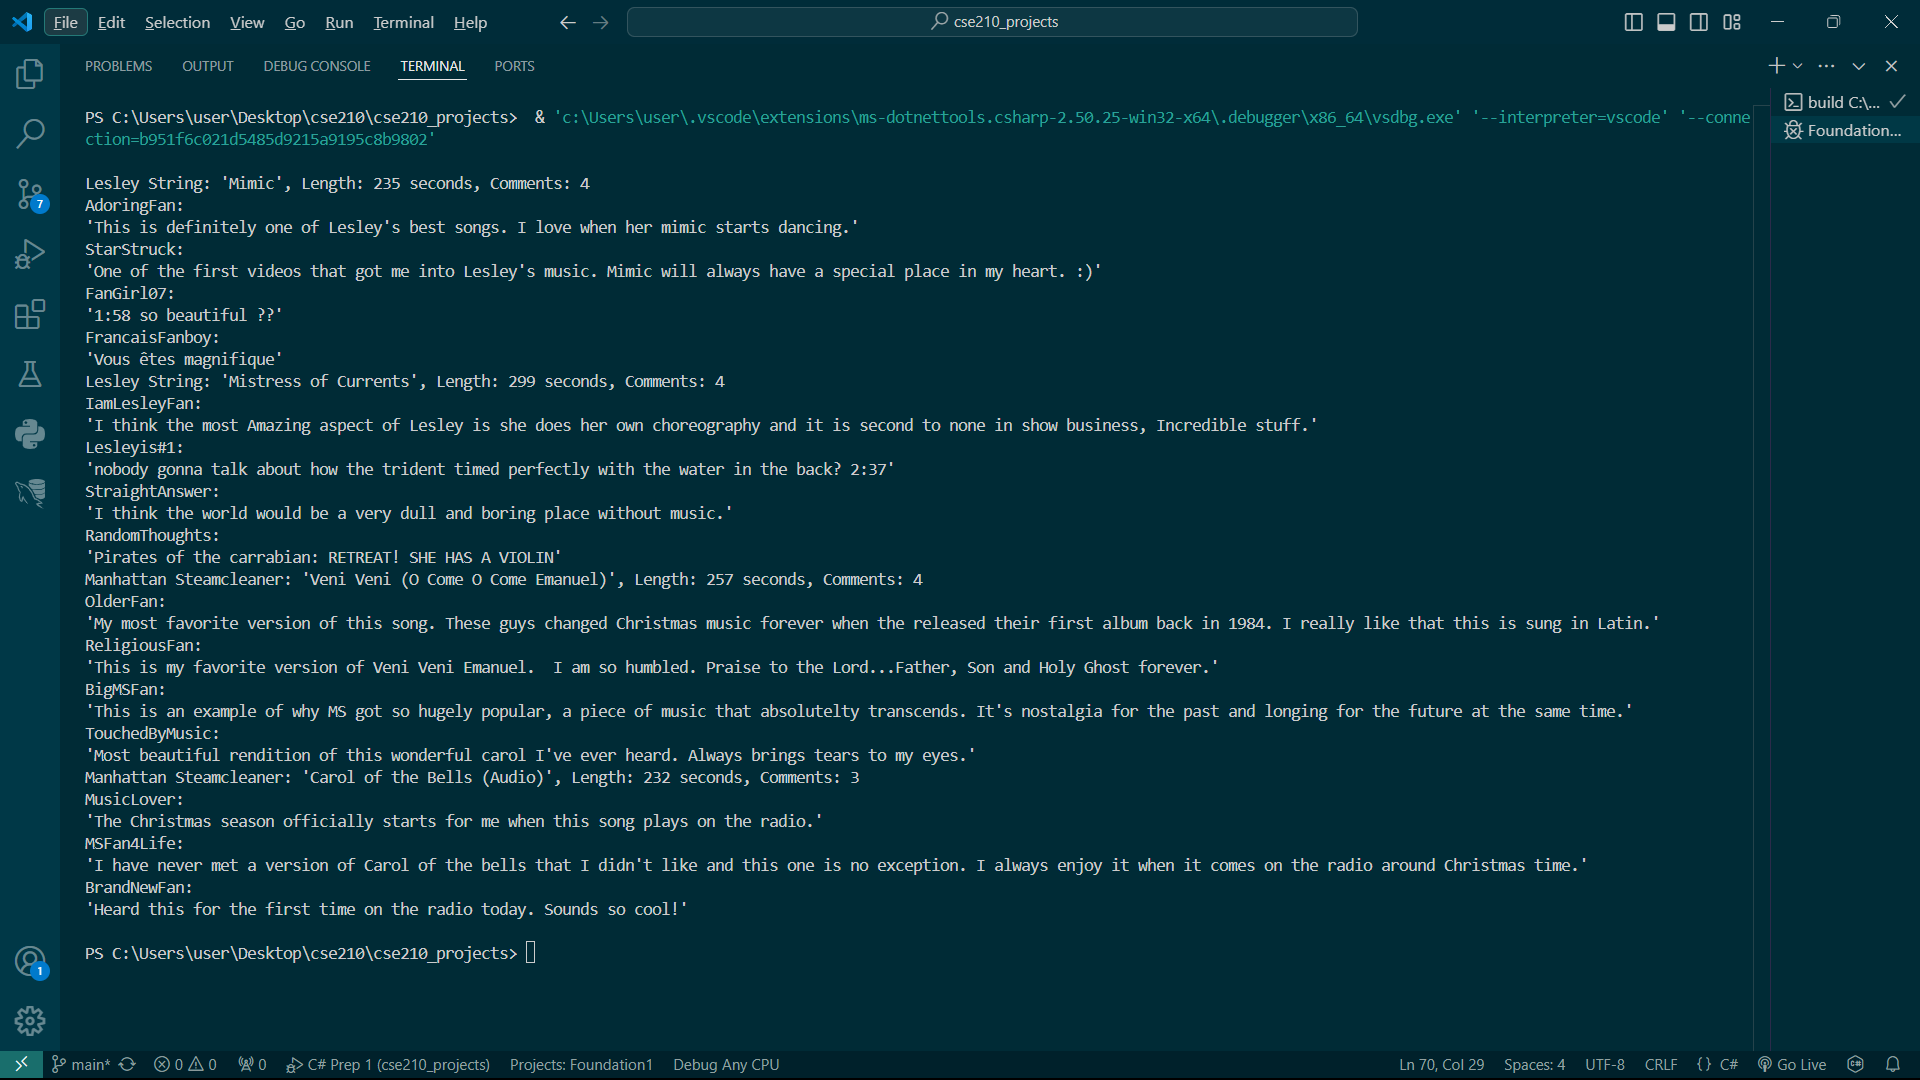 File Edit Selection View Go Run Terminal Help cse210_projects
PROBLEMS OUTPUT DEBUG CONSOLE TERMINAL PORTS
PS C:\Users\user\Desktop\cse210\cse210_projects>  & 'c:\Users\user\.vscode\extensions\ms-dotnettools.csharp-2.50.25-win32-x64\.debugger\x86_64\vsdbg.exe' '--interpreter=vscode' '--conne
ction=b951f6c021d5485d9215a9195c8b9802'
build C:\...
Foundation...
Lesley String: 'Mimic', Length: 235 seconds, Comments: 4
AdoringFan:
'This is definitely one of Lesley's best songs. I love when her mimic starts dancing.'
StarStruck:
'One of the first videos that got me into Lesley's music. Mimic will always have a special place in my heart. :)'
FanGirl07:
'1:58 so beautiful ??'
FrancaisFanboy:
'Vous êtes magnifique'
Lesley String: 'Mistress of Currents', Length: 299 seconds, Comments: 4
IamLesleyFan:
'I think the most Amazing aspect of Lesley is she does her own choreography and it is second to none in show business, Incredible stuff.'
Lesleyis#1:
'nobody gonna talk about how the trident timed perfectly with the water in the back? 2:37'
StraightAnswer:
'I think the world would be a very dull and boring place without music.'
RandomThoughts:
'Pirates of the carrabian: RETREAT! SHE HAS A VIOLIN'
Manhattan Steamcleaner: 'Veni Veni (O Come O Come Emanuel)', Length: 257 seconds, Comments: 4
OlderFan:
'My most favorite version of this song. These guys changed Christmas music forever when the released their first album back in 1984. I really like that this is sung in Latin.'
ReligiousFan:
'This is my favorite version of Veni Veni Emanuel.  I am so humbled. Praise to the Lord...Father, Son and Holy Ghost forever.'
BigMSFan:
'This is an example of why MS got so hugely popular, a piece of music that absolutelty transcends. It's nostalgia for the past and longing for the future at the same time.'
TouchedByMusic:
'Most beautiful rendition of this wonderful carol I've ever heard. Always brings tears to my eyes.'
Manhattan Steamcleaner: 'Carol of the Bells (Audio)', Length: 232 seconds, Comments: 3
MusicLover:
'The Christmas season officially starts for me when this song plays on the radio.'
MSFan4Life:
'I have never met a version of Carol of the bells that I didn't like and this one is no exception. I always enjoy it when it comes on the radio around Christmas time.'
BrandNewFan:
'Heard this for the first time on the radio today. Sounds so cool!'
PS C:\Users\user\Desktop\cse210\cse210_projects>
7
1
main* 0 0 0 C# Prep 1 (cse210_projects) Projects: Foundation1 Debug Any CPU Ln 70, Col 29 Spaces: 4 UTF-8 CRLF {} C# Go Live